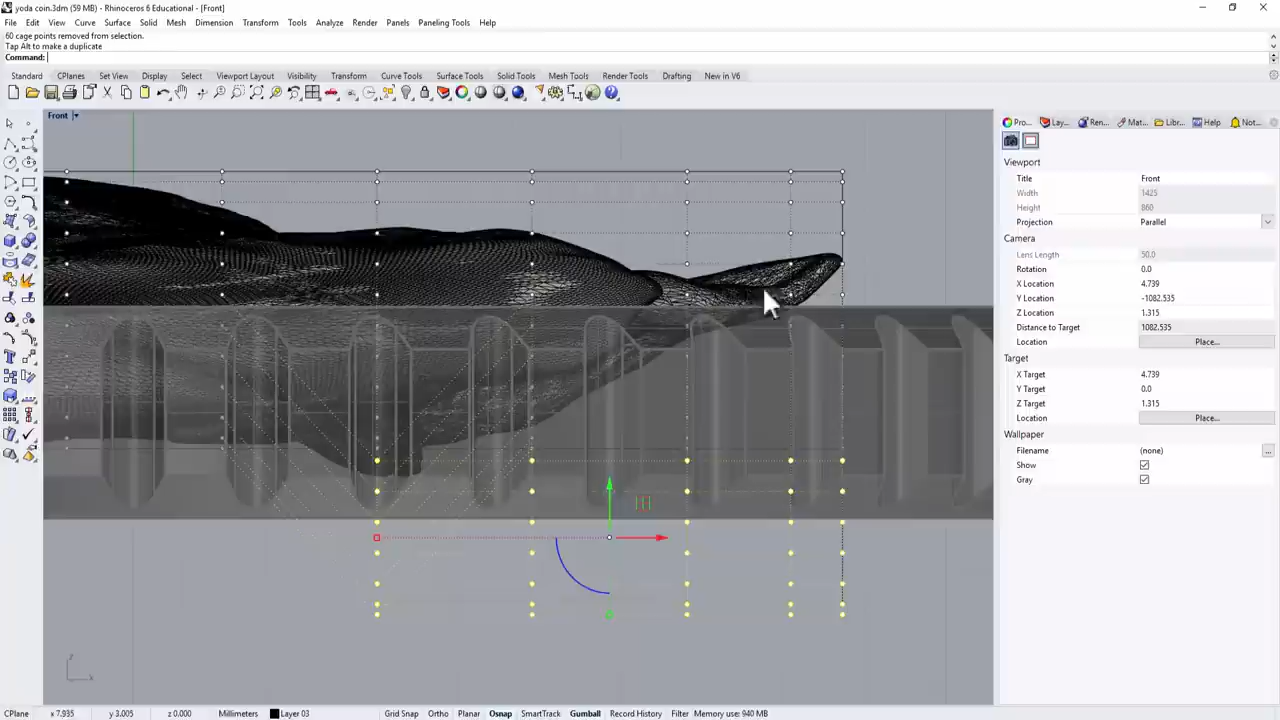 yoda coin.3dm (59 MB) - Rhinoceros 6 Educational - [Front]
File Edit View Curve Surface Solid Mesh Dimension Transform Tools Analyze Render Panels Paneling Tools Help
60 cage points removed from selection.
Tap Alt to make a duplicate
Command:
Standard CPlanes Set View Display Select Viewport Layout Visibility Transform Curve Tools Surface Tools Solid Tools Mesh Tools Render Tools Drafting New in V6
Front
Pro... Lay... Ren... Mat... Libr... Help Not...
Viewport
Title Front
Width 1425
Height 860
Projection Parallel
Camera
Lens Length 50.0
Rotation 0.0
X Location 4.739
Y Location -1082.535
Z Location 1.315
Distance to Target 1082.535
Location Place...
Target
X Target 4.739
Y Target 0.0
Z Target 1.315
Location Place...
Wallpaper
Filename (none) ...
Show
Gray
z
x
CPlane x 7.935 y 3.005 z 0.000 Millimeters Layer 03 Grid Snap Ortho Planar Osnap SmartTrack Gumball Record History Filter Memory use: 940 MB